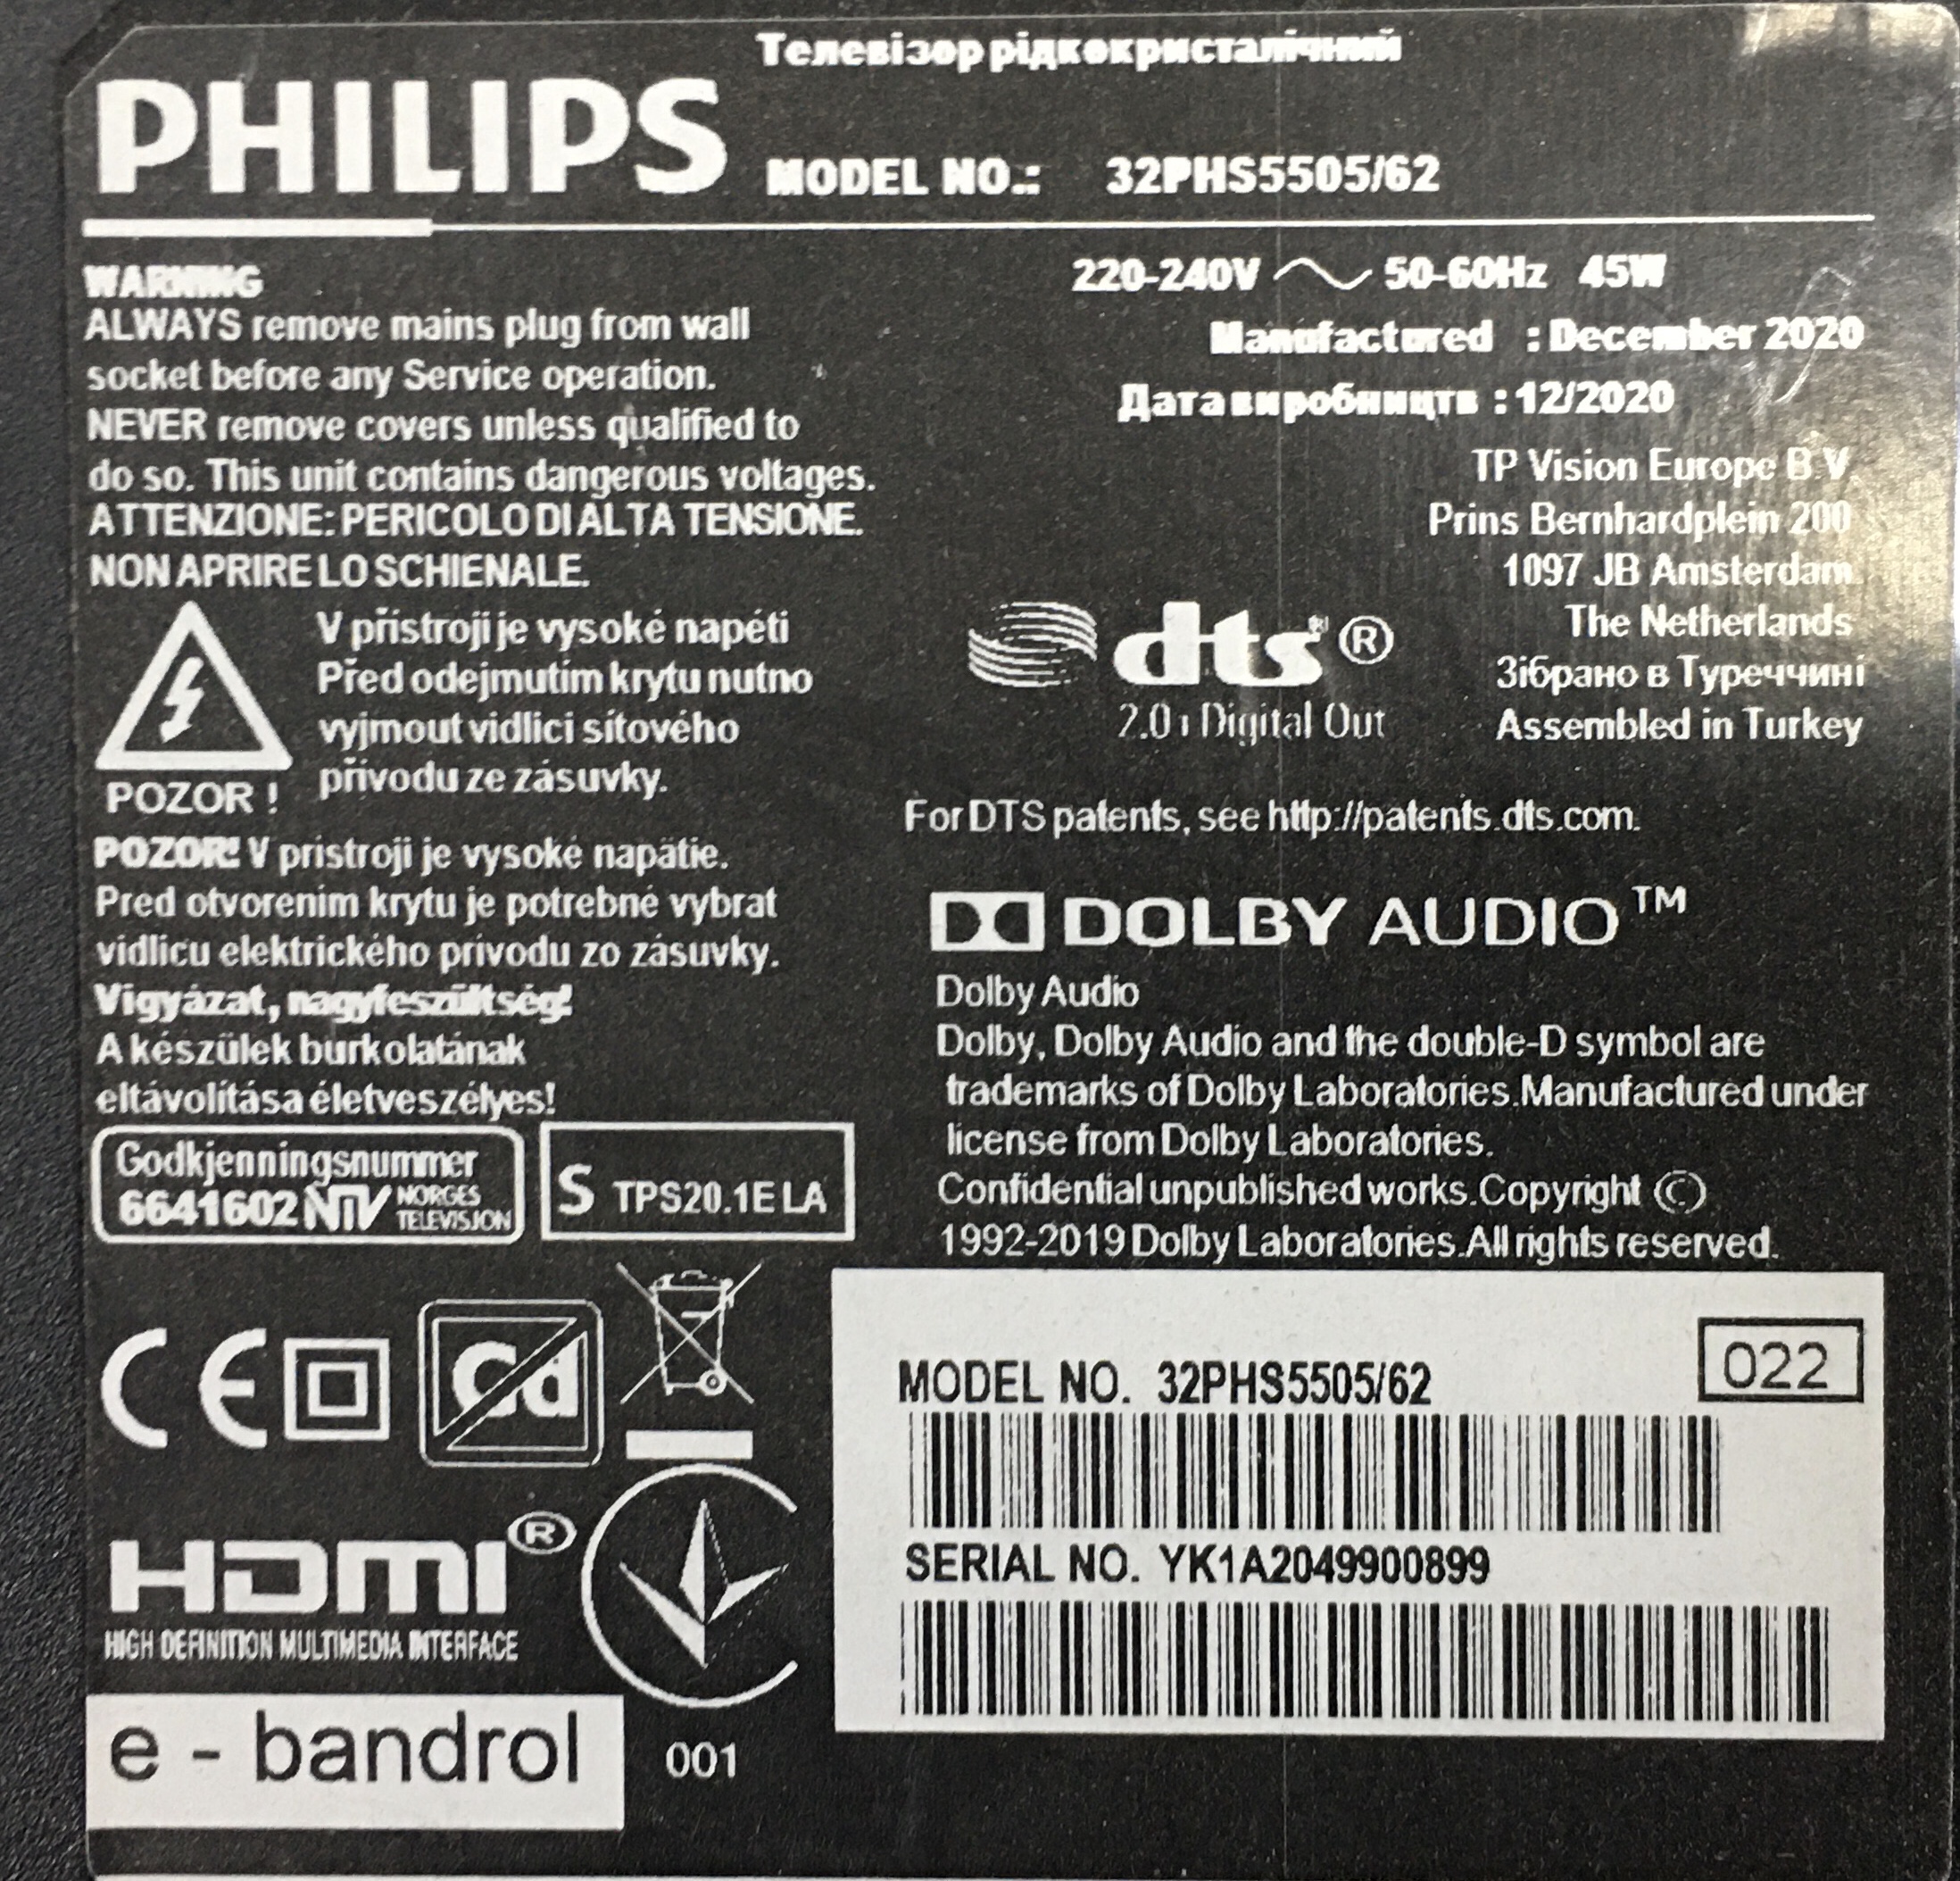 Телевізор рідкокристалічний
PHILIPS
MODEL NO.: 32PHS5505/62
WARNING
ALWAYS remove mains plug from wall
socket before any Service operation.
NEVER remove covers unless qualified to
do so. This unit contains dangerous voltages.
ATTENZIONE: PERICOLO DI ALTA TENSIONE.
NON APRIRE LO SCHIENALE.
POZOR !
V přístroji je vysoké napětí
Před odejmutím krytu nutno
vyjmout vidlici síťového
přívodu ze zásuvky.
POZOR! V pristroji je vysoké napätie.
Pred otvorením krytu je potrebné vybrat
vidlicu elektrického prívodu zo zásuvky.
Vigyázat, nagyfeszültség!
A készülek burkolatának
eltávolítása életveszélyes!
Godkjenningsnummer
6641602 NTV NORGES
TELEVISJON
S TPS20.1E LA
CE
Cd
HDMI®
HIGH DEFINITION MULTIMEDIA INTERFACE
e - bandrol
001
220-240V 50-60Hz 45W
Manufactured : December 2020
Дата виробництв : 12/2020
TP Vision Europe B.V.
Prins Bernhardplein 200
1097 JB Amsterdam
The Netherlands
Зібрано в Туреччині
Assembled in Turkey
dts®
2.0 Digital Out
For DTS patents, see http://patents.dts.com.
DOLBY AUDIO™
Dolby Audio
Dolby, Dolby Audio and the double-D symbol are
trademarks of Dolby Laboratories.Manufactured under
license from Dolby Laboratories.
Confidential unpublished works.Copyright ©
1992-2019 Dolby Laboratories.All rights reserved.
022
MODEL NO. 32PHS5505/62
SERIAL NO. YK1A2049900899